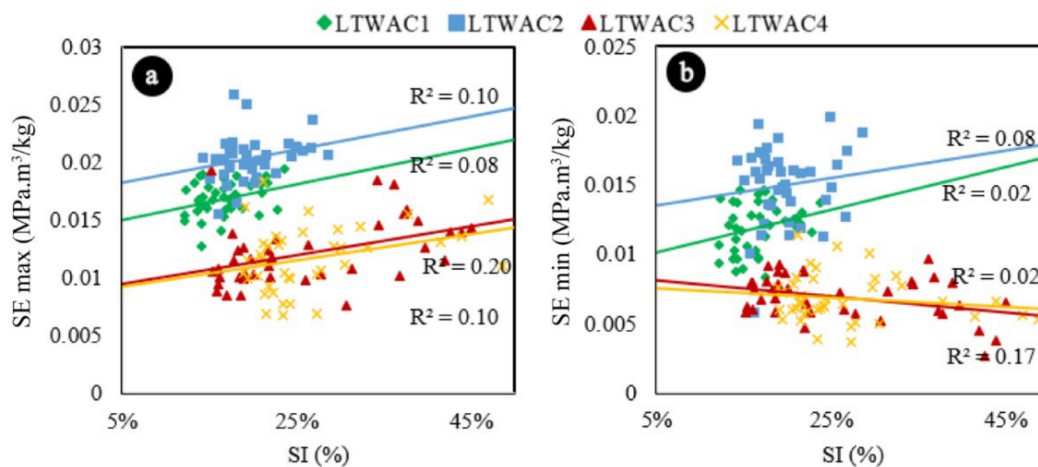 LTWAC1 LTWAC2 LTWAC3 LTWAC4
a
SE max (MPa.m³/kg)
0.03
0.025
0.02
0.015
0.01
0.005
0
R² = 0.10
R² = 0.08
R² = 0.20
R² = 0.10
5% 25% 45%
SI (%)
b
SE min (MPa.m³/kg)
0.025
0.02
0.015
0.01
0.005
0
R² = 0.08
R² = 0.02
R² = 0.02
R² = 0.17
5% 25% 45%
SI (%)